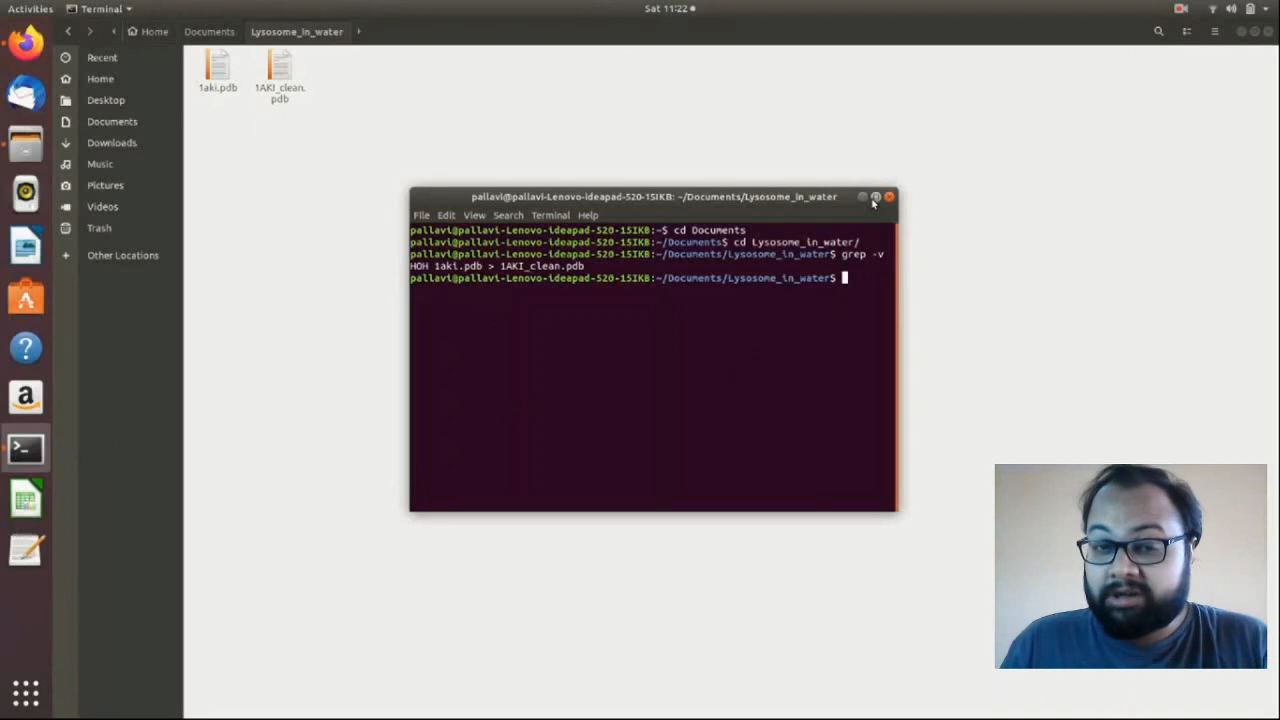 Activities
Terminal
Sat 11:22
Home
Documents
Lysosome_in_water
Recent
Home
Desktop
Documents
Downloads
Music
Pictures
Videos
Trash
Other Locations
1aki.pdb
1AKI_clean.
pdb
pallavi@pallavi-Lenovo-ideapad-520-15IKB: ~/Documents/Lysosome_in_water
File Edit View Search Terminal Help
pallavi@pallavi-Lenovo-ideapad-520-15IKB:~$ cd Documents
pallavi@pallavi-Lenovo-ideapad-520-15IKB:~/Documents$ cd Lysosome_in_water/
pallavi@pallavi-Lenovo-ideapad-520-15IKB:~/Documents/Lysosome_in_water$ grep -v
HOH 1aki.pdb > 1AKI_clean.pdb
pallavi@pallavi-Lenovo-ideapad-520-15IKB:~/Documents/Lysosome_in_water$